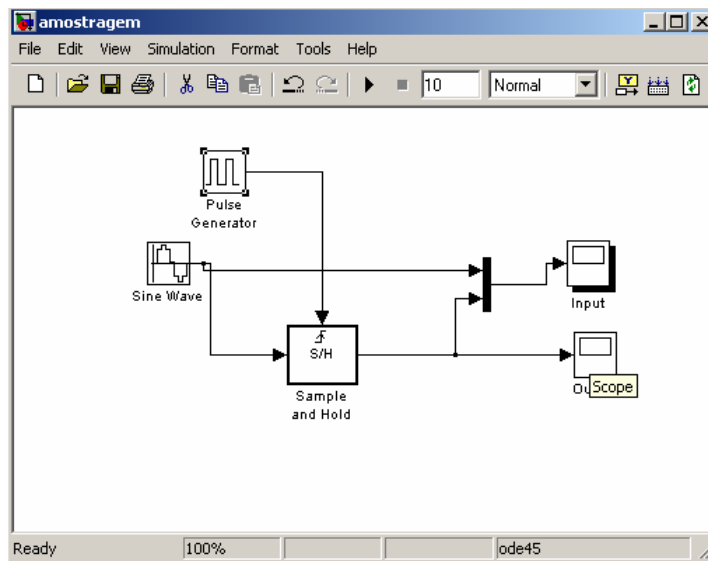 amostragem
File Edit View Simulation Format Tools Help
10 Normal
Pulse
Generator
Sine Wave
Input
S/H
Scope
Sample
and Hold
Ready 100% ode45